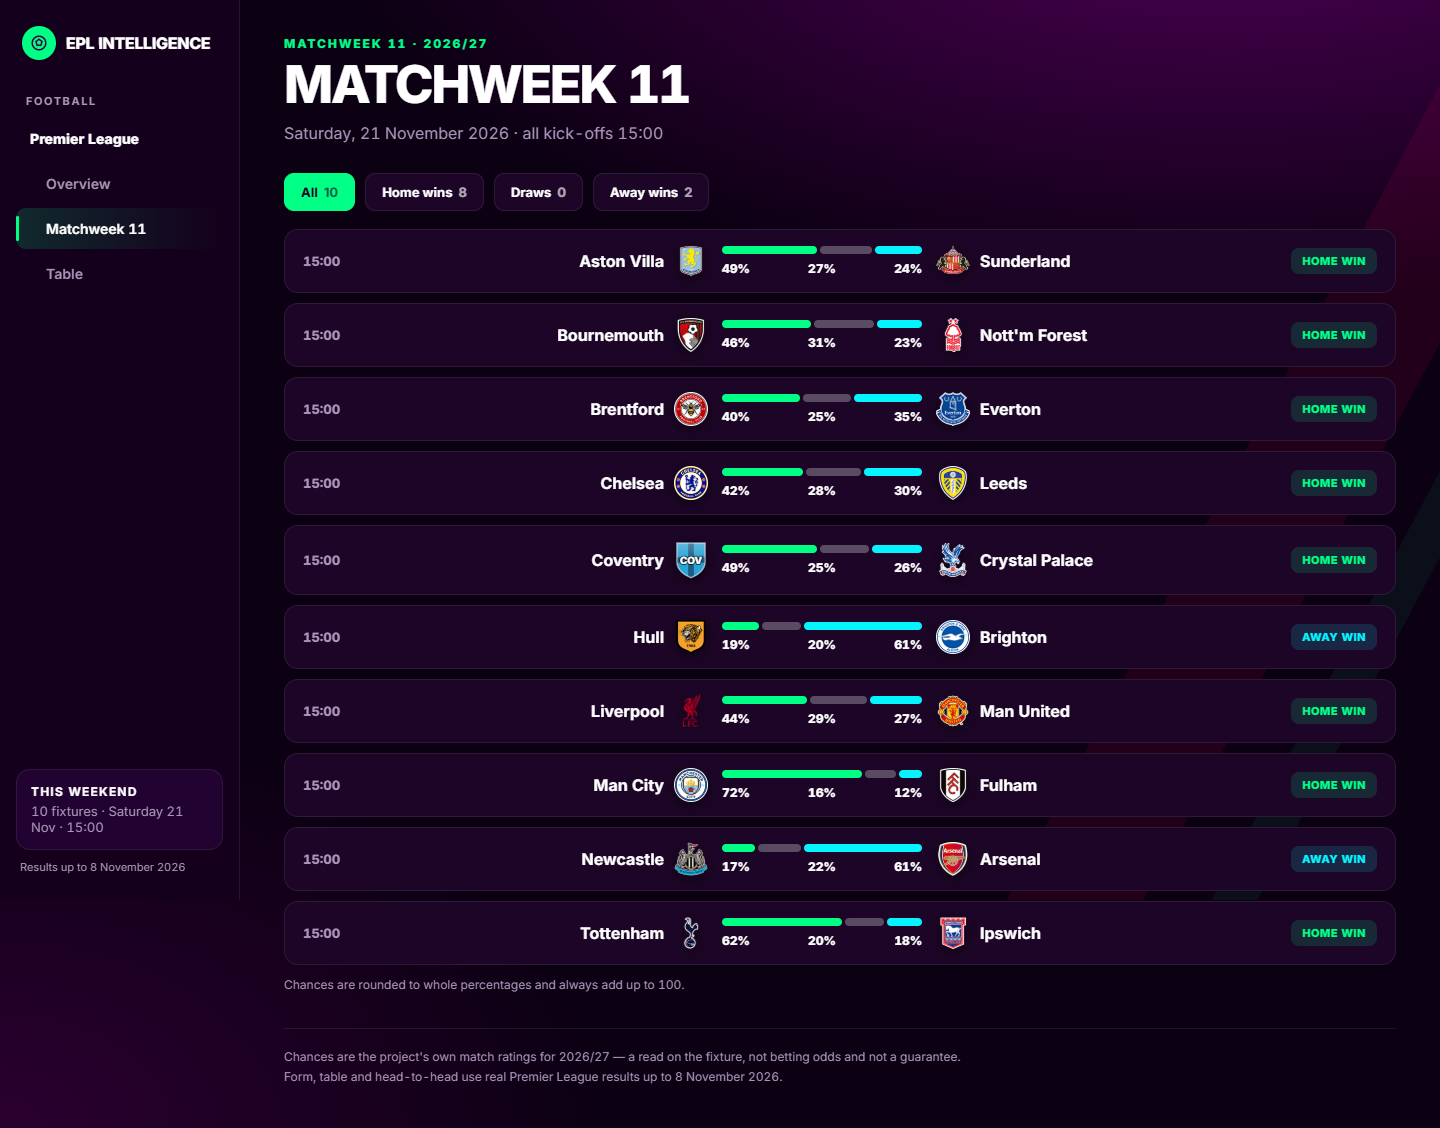 EPL INTELLIGENCE
FOOTBALL
Premier League
Overview
Matchweek 11
Table
THIS WEEKEND
10 fixtures · Saturday 21
Nov · 15:00
Results up to 8 November 2026
MATCHWEEK 11 · 2026/27
MATCHWEEK 11
Saturday, 21 November 2026 · all kick-offs 15:00
All 10 Home wins 8 Draws 0 Away wins 2
15:00 Aston Villa 49% 27% 24% Sunderland HOME WIN
15:00 Bournemouth 46% 31% 23% Nott'm Forest HOME WIN
15:00 Brentford 40% 25% 35% Everton HOME WIN
15:00 Chelsea 42% 28% 30% Leeds HOME WIN
15:00 Coventry COV 49% 25% 26% Crystal Palace HOME WIN
15:00 Hull 19% 20% 61% Brighton AWAY WIN
15:00 Liverpool 44% 29% 27% Man United HOME WIN
15:00 Man City 72% 16% 12% Fulham HOME WIN
15:00 Newcastle 17% 22% 61% Arsenal Arsenal AWAY WIN
15:00 Tottenham 62% 20% 18% Ipswich HOME WIN
Chances are rounded to whole percentages and always add up to 100.
Chances are the project's own match ratings for 2026/27 — a read on the fixture, not betting odds and not a guarantee.
Form, table and head-to-head use real Premier League results up to 8 November 2026.